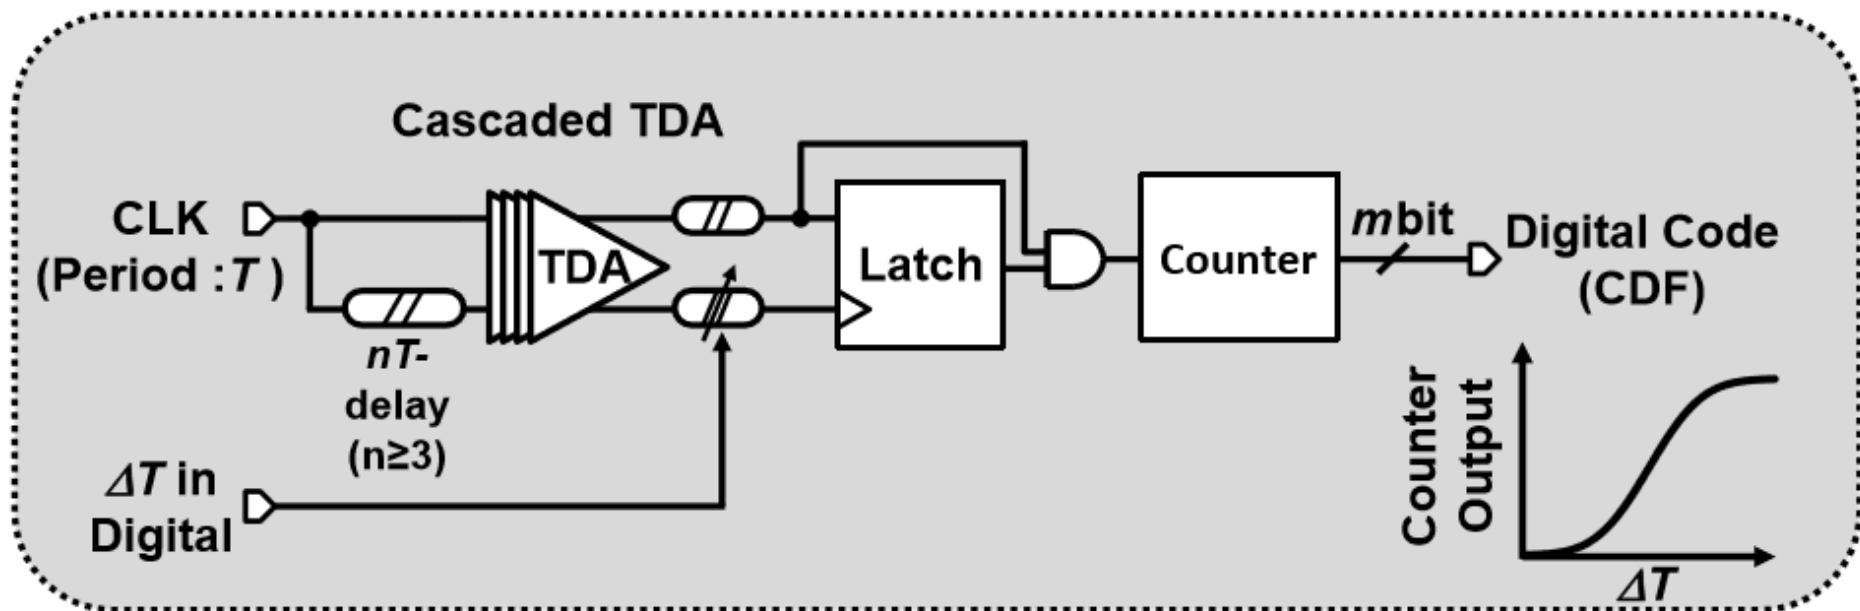 Cascaded TDA
CLK
(Period : T )
TDA
nT-
delay
(n≥3)
ΔT in
Digital
Latch
Counter
mbit
Digital Code
(CDF)
Counter
Output
ΔT